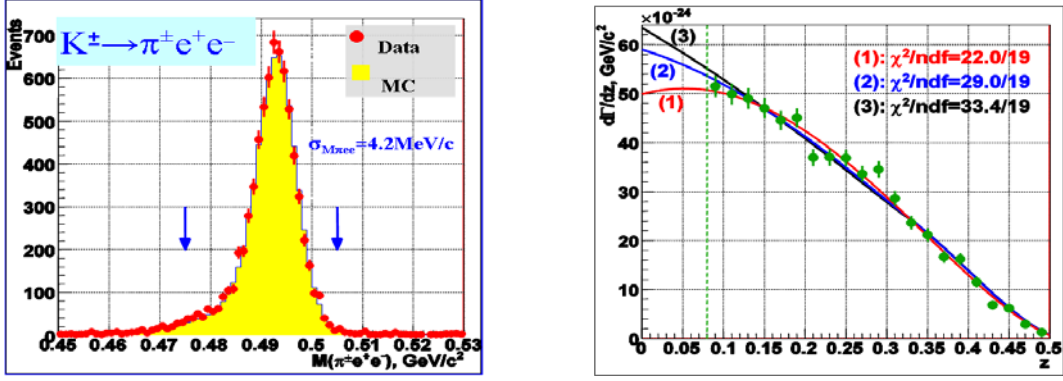 Events
700
600
500
400
300
200
100
0
K±→π±e+e−
Data
MC
σMπee=4.2MeV/c
0.45 0.46 0.47 0.48 0.49 0.50 0.51 0.52 0.53
M(π±e+e−), GeV/c²
×10−24
dΓ/dz, GeV/c²
60
50
40
30
20
10
0
(3)
(2)
(1)
(1): χ²/ndf=22.0/19
(2): χ²/ndf=29.0/19
(3): χ²/ndf=33.4/19
0 0.05 0.1 0.15 0.2 0.25 0.3 0.35 0.4 0.45 0.5
z